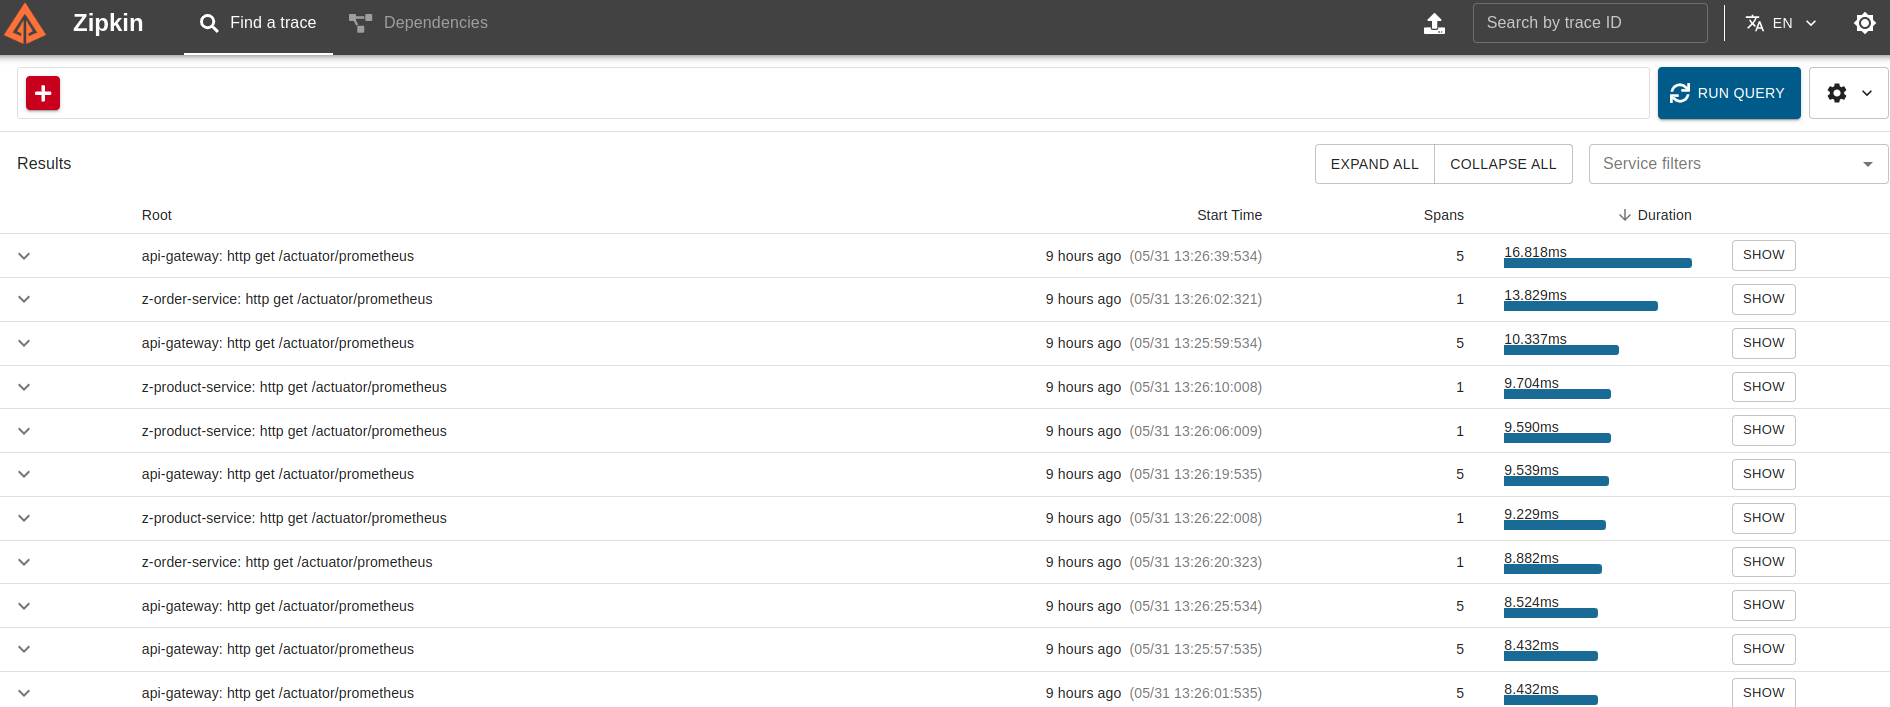 Zipkin Find a trace Dependencies Search by trace ID EN
RUN QUERY
Results EXPAND ALL COLLAPSE ALL Service filters
Root Start Time Spans Duration
api-gateway: http get /actuator/prometheus 9 hours ago (05/31 13:26:39:534) 5 16.818ms SHOW
z-order-service: http get /actuator/prometheus 9 hours ago (05/31 13:26:02:321) 1 13.829ms SHOW
api-gateway: http get /actuator/prometheus 9 hours ago (05/31 13:25:59:534) 5 10.337ms SHOW
z-product-service: http get /actuator/prometheus 9 hours ago (05/31 13:26:10:008) 1 9.704ms SHOW
z-product-service: http get /actuator/prometheus 9 hours ago (05/31 13:26:06:009) 1 9.590ms SHOW
api-gateway: http get /actuator/prometheus 9 hours ago (05/31 13:26:19:535) 5 9.539ms SHOW
z-product-service: http get /actuator/prometheus 9 hours ago (05/31 13:26:22:008) 1 9.229ms SHOW
z-order-service: http get /actuator/prometheus 9 hours ago (05/31 13:26:20:323) 1 8.882ms SHOW
api-gateway: http get /actuator/prometheus 9 hours ago (05/31 13:26:25:534) 5 8.524ms SHOW
api-gateway: http get /actuator/prometheus 9 hours ago (05/31 13:25:57:535) 5 8.432ms SHOW
api-gateway: http get /actuator/prometheus 9 hours ago (05/31 13:26:01:535) 5 8.432ms SHOW